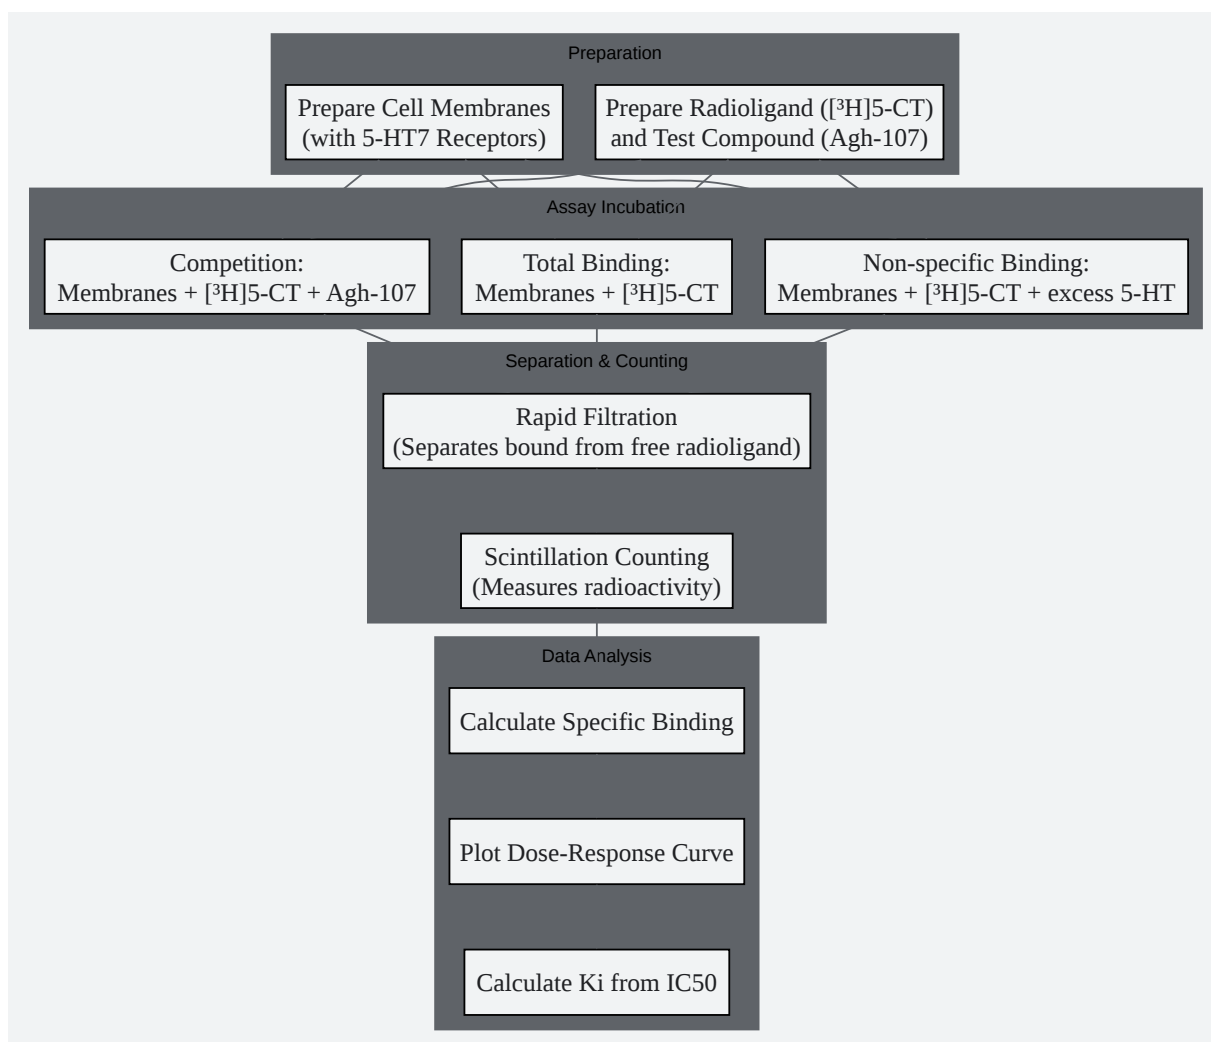 Preparation
Prepare Cell Membranes
(with 5-HT7 Receptors)
Prepare Radioligand ([³H]5-CT)
and Test Compound (Agh-107)
Assay Incubation
Competition:
Membranes + [³H]5-CT + Agh-107
Total Binding:
Membranes + [³H]5-CT
Non-specific Binding:
Membranes + [³H]5-CT + excess 5-HT
Separation & Counting
Rapid Filtration
(Separates bound from free radioligand)
Scintillation Counting
(Measures radioactivity)
Data Analysis
Calculate Specific Binding
Plot Dose-Response Curve
Calculate Ki from IC50